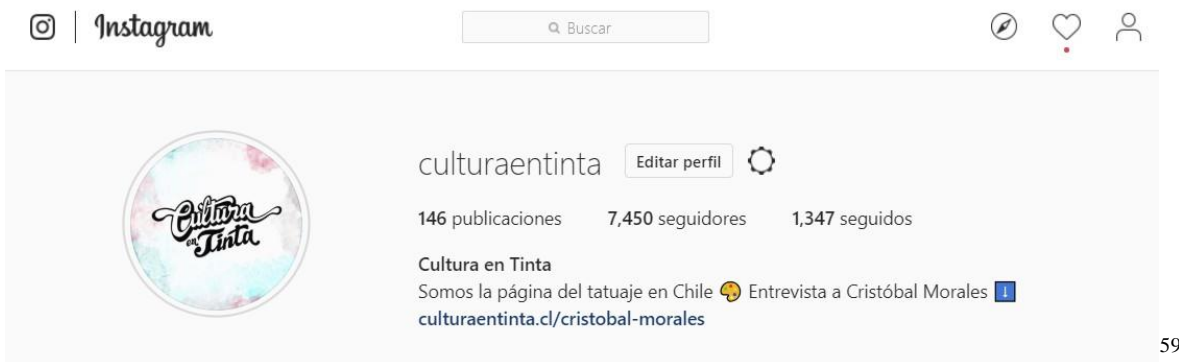 Instagram
Buscar
culturaentinta Editar perfil
146 publicaciones 7,450 seguidores 1,347 seguidos
Cultura en Tinta
Cultura en Tinta
Somos la página del tatuaje en Chile 🎨 Entrevista a Cristóbal Morales ⬇
culturaentinta.cl/cristobal-morales
59